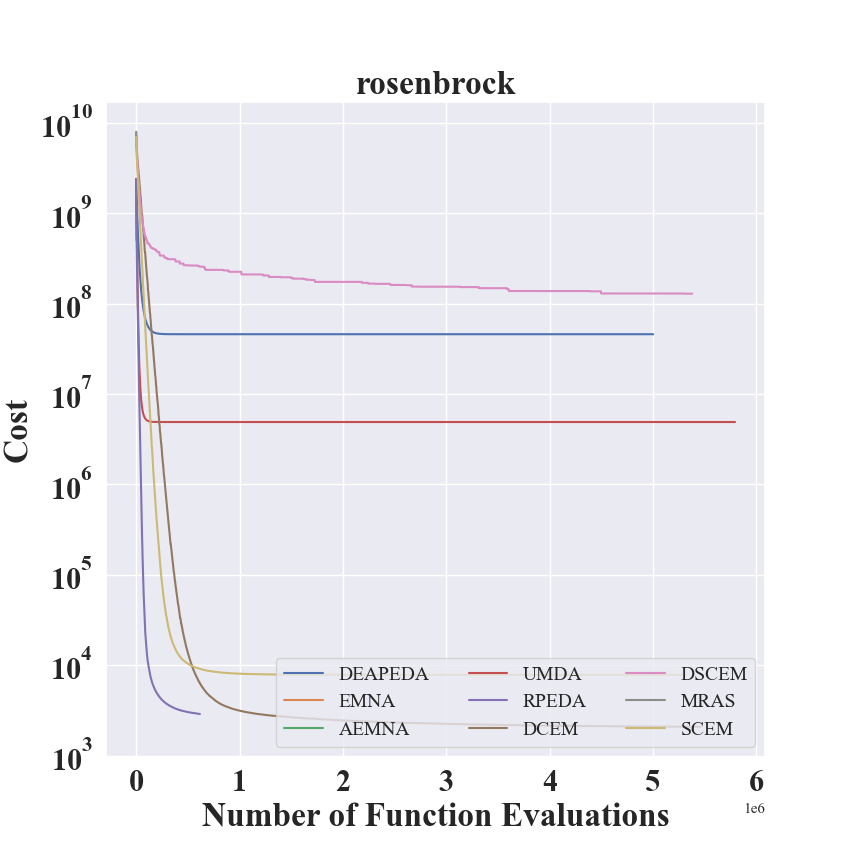 rosenbrock
10^10
10^9
10^8
10^7
10^6
10^5
10^4
10^3
Cost
DEAPEDA UMDA DSCEM
EMNA RPEDA MRAS
AEMNA DCEM SCEM
0 1 2 3 4 5 6
1e6
Number of Function Evaluations